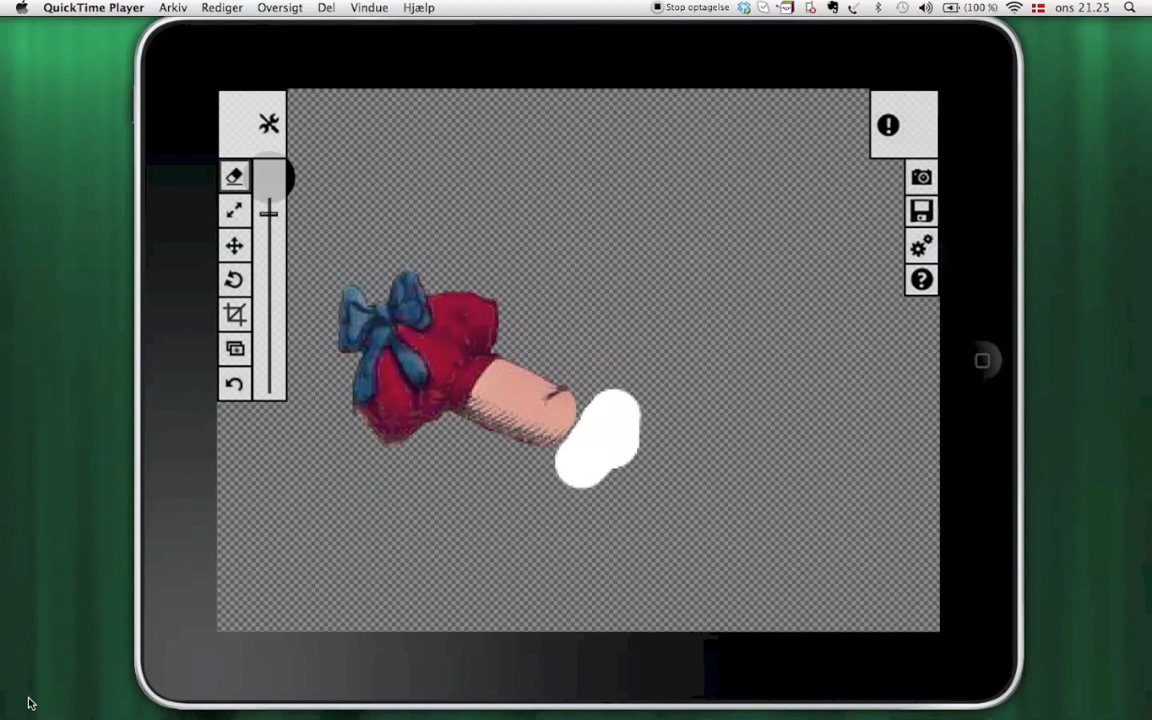 QuickTime Player Arkiv Rediger Oversigt Del Vindue Hjælp Stop optagelse (100 %) ons 21.25